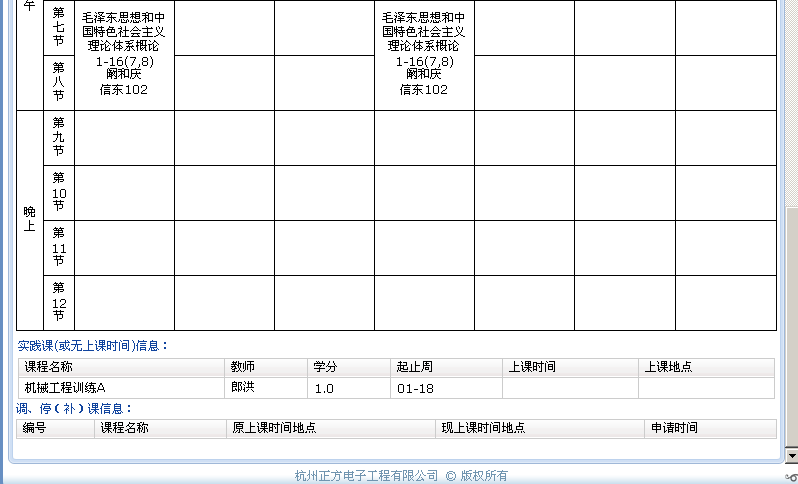 午
第七节
毛泽东思想和中
国特色社会主义
理论体系概论
1-16(7,8)
阚和庆
信东102
毛泽东思想和中
国特色社会主义
理论体系概论
1-16(7,8)
阚和庆
信东102
第八节
晚上
第九节
第10节
第11节
第12节
实践课(或无上课时间)信息：
课程名称 教师 学分 起止周 上课时间 上课地点
机械工程训练A 郎洪 1.0 01-18
调、停（补）课信息：
编号 课程名称 原上课时间地点 现上课时间地点 申请时间
杭州正方电子工程有限公司 © 版权所有